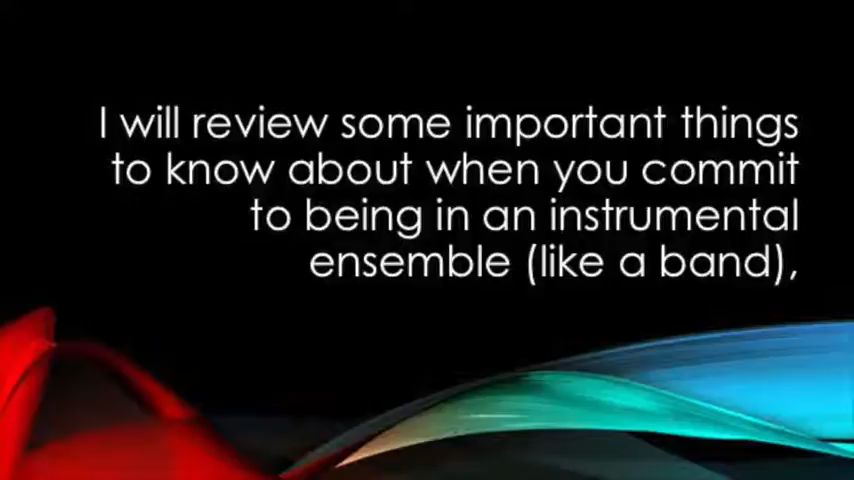 I will review some important things
to know about when you commit
to being in an instrumental
ensemble (like a band),